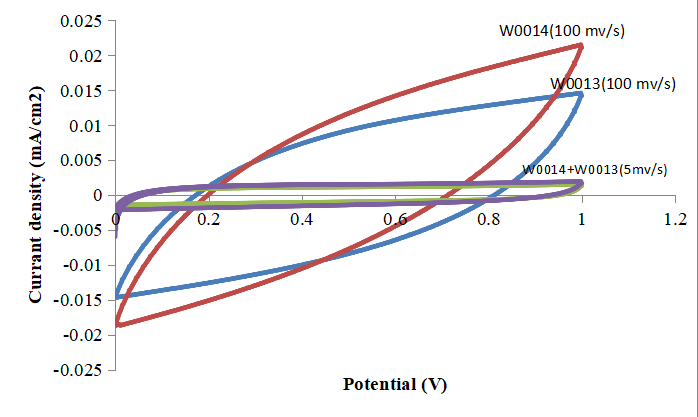 0.025
W0014(100 mv/s)
0.02
0.015
W0013(100 mv/s)
0.01
0.005
W0014+W0013(5mv/s)
0
0 0.2 0.4 0.6 0.8 1 1.2
-0.005
-0.01
-0.015
-0.02
-0.025
Currant density (mA/cm2)
Potential (V)